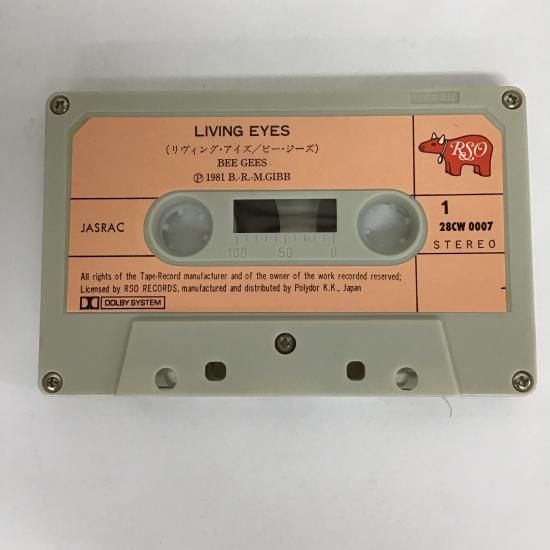 LIVING EYES
(リヴィング・アイズ/ビー・ジーズ)
BEE GEES
Ⓟ 1981 B.-R.-M.GIBB
RSO
JASRAC
1
28CW 0007
STEREO
100 50 0
All rights of the Tape-Record manufacturer and of the owner of the work recorded reserved;
Licensed by RSO RECORDS, manufactured and distributed by Polydor K.K., Japan
DOLBY SYSTEM